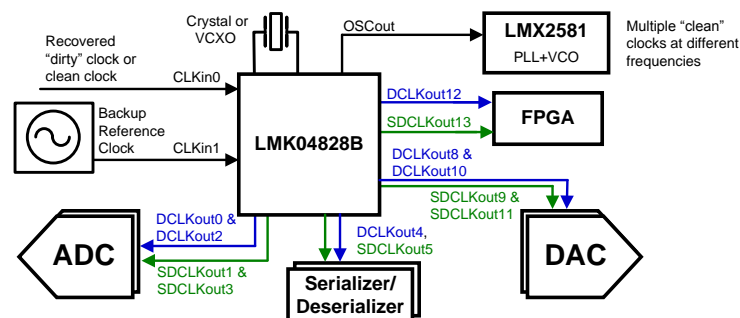 Crystal or
VCXO
OSCout
LMX2581
PLL+VCO
Multiple “clean”
clocks at different
frequencies
Recovered
“dirty” clock or
clean clock
CLKin0
Backup
Reference
Clock
CLKin1
LMK04828B
DCLKout12
SDCLKout13
FPGA
DCLKout8 &
DCLKout10
SDCLKout9 &
SDCLKout11
DAC
DCLKout0 &
DCLKout2
ADC
SDCLKout1 &
SDCLKout3
DCLKout4,
SDCLKout5
Serializer/
Deserializer